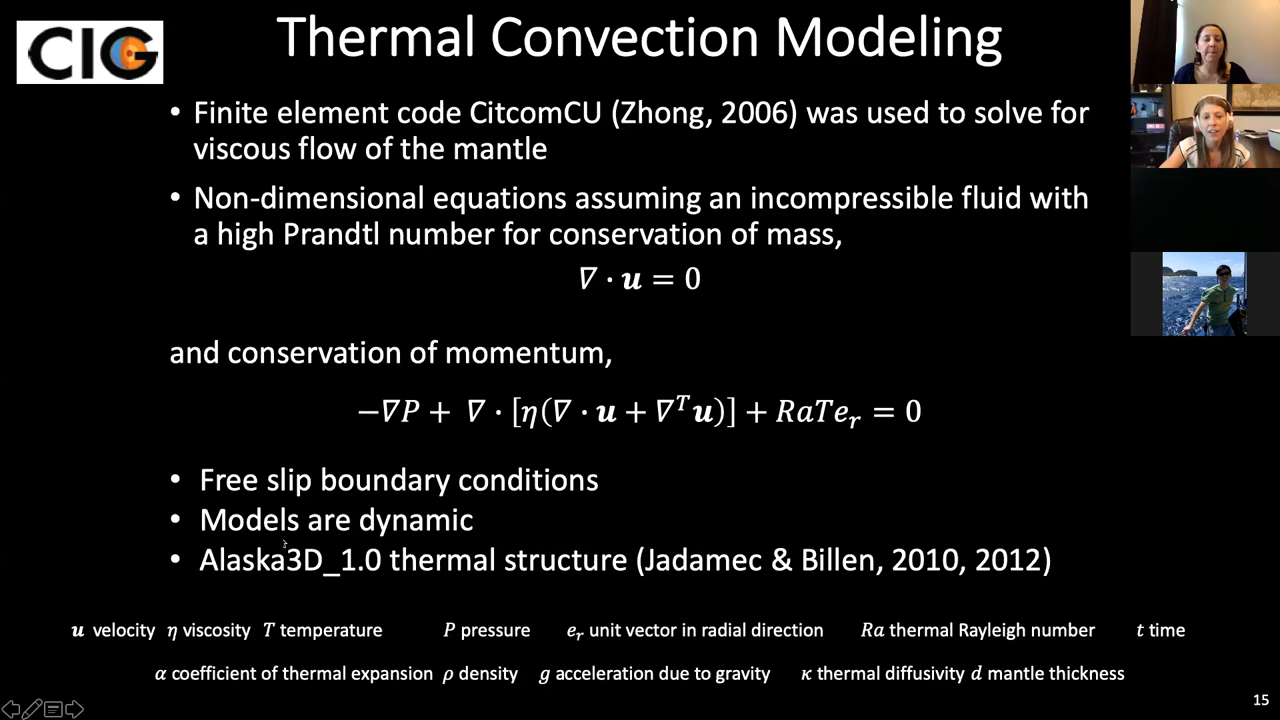 CIG
Thermal Convection Modeling
• Finite element code CitcomCU (Zhong, 2006) was used to solve for
viscous flow of the mantle
• Non-dimensional equations assuming an incompressible fluid with
a high Prandtl number for conservation of mass,
∇ · 𝒖 = 0
and conservation of momentum,
−∇P + ∇ · [η(∇ · 𝒖 + ∇ᵀ𝒖)] + RaTeᵣ = 0
• Free slip boundary conditions
• Models are dynamic
• Alaska3D_1.0 thermal structure (Jadamec & Billen, 2010, 2012)
𝒖 velocity η viscosity T temperature P pressure eᵣ unit vector in radial direction Ra thermal Rayleigh number t time
α coefficient of thermal expansion ρ density g acceleration due to gravity κ thermal diffusivity d mantle thickness
15